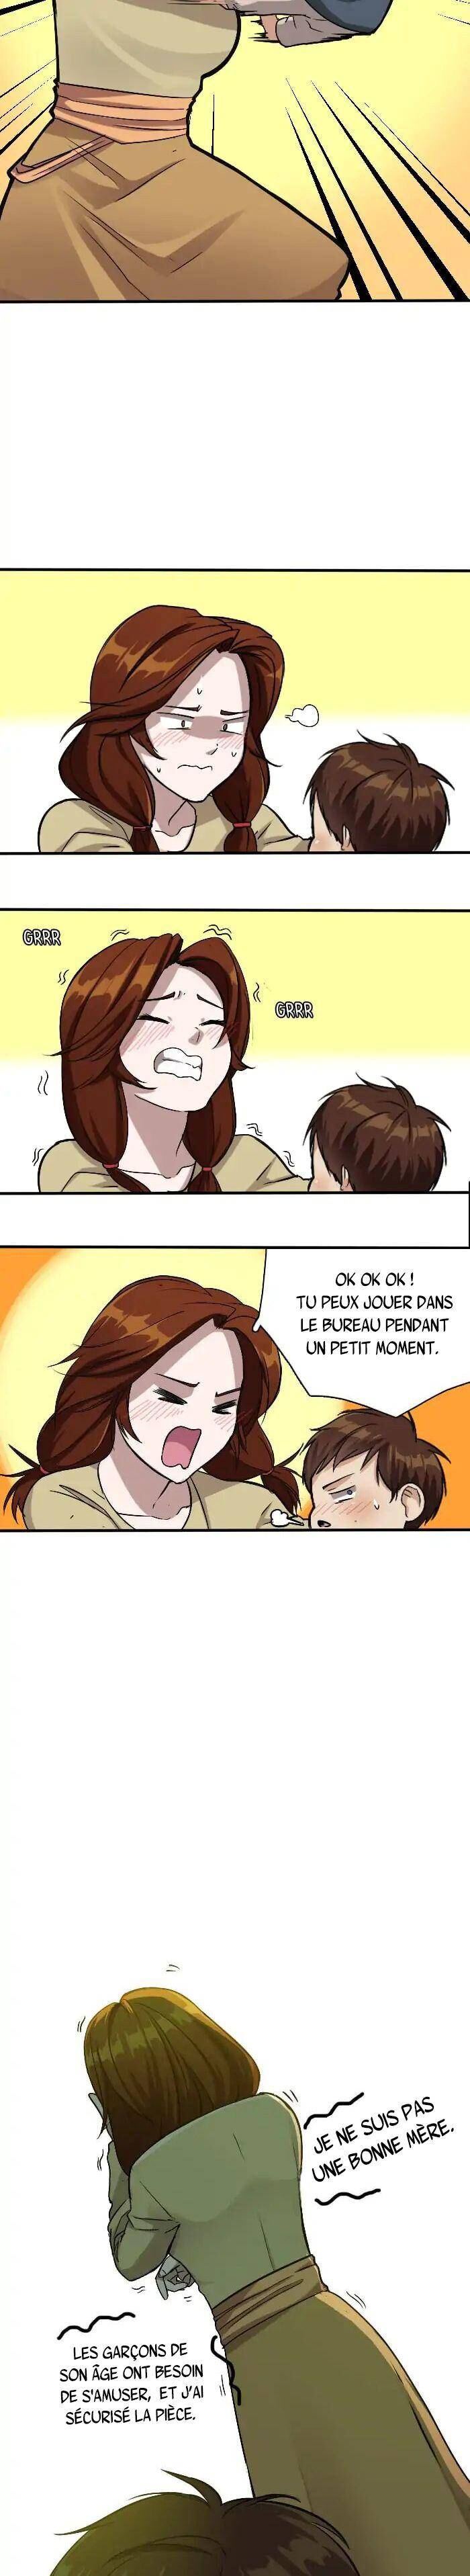 GRRR
GRRR
OK OK OK !
TU PEUX JOUER DANS
LE BUREAU PENDANT
UN PETIT MOMENT.
JE NE SUIS PAS
UNE BONNE MÈRE.
LES GARÇONS DE
SON ÂGE ONT BESOIN
DE S'AMUSER, ET J'AI
SÉCURISÉ LA PIÈCE.